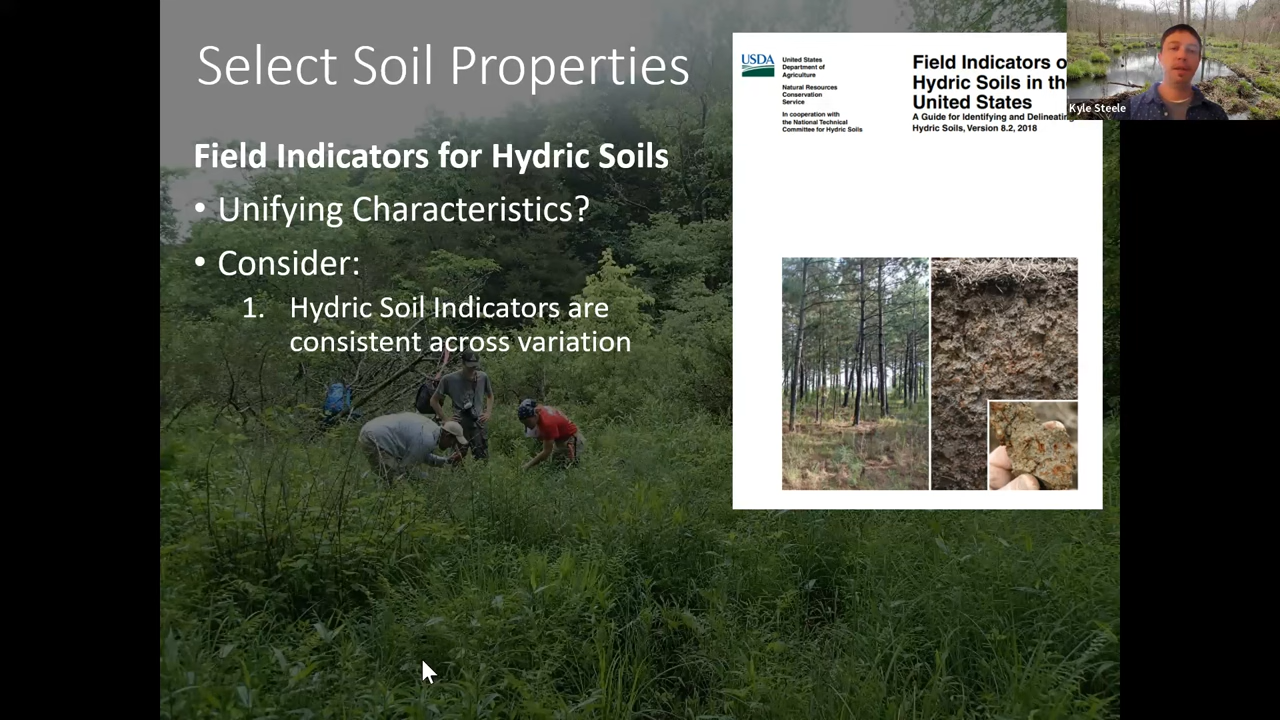 Select Soil Properties
Field Indicators for Hydric Soils
• Unifying Characteristics?
• Consider:
1. Hydric Soil Indicators are
consistent across variation
USDA
United States
Department of
Agriculture
Natural Resources
Conservation
Service
In cooperation with
the National Technical
Committee for Hydric Soils
Field Indicators o
Hydric Soils in th
United States
A Guide for Identifying and Delineating
Hydric Soils, Version 8.2, 2018
Kyle Steele